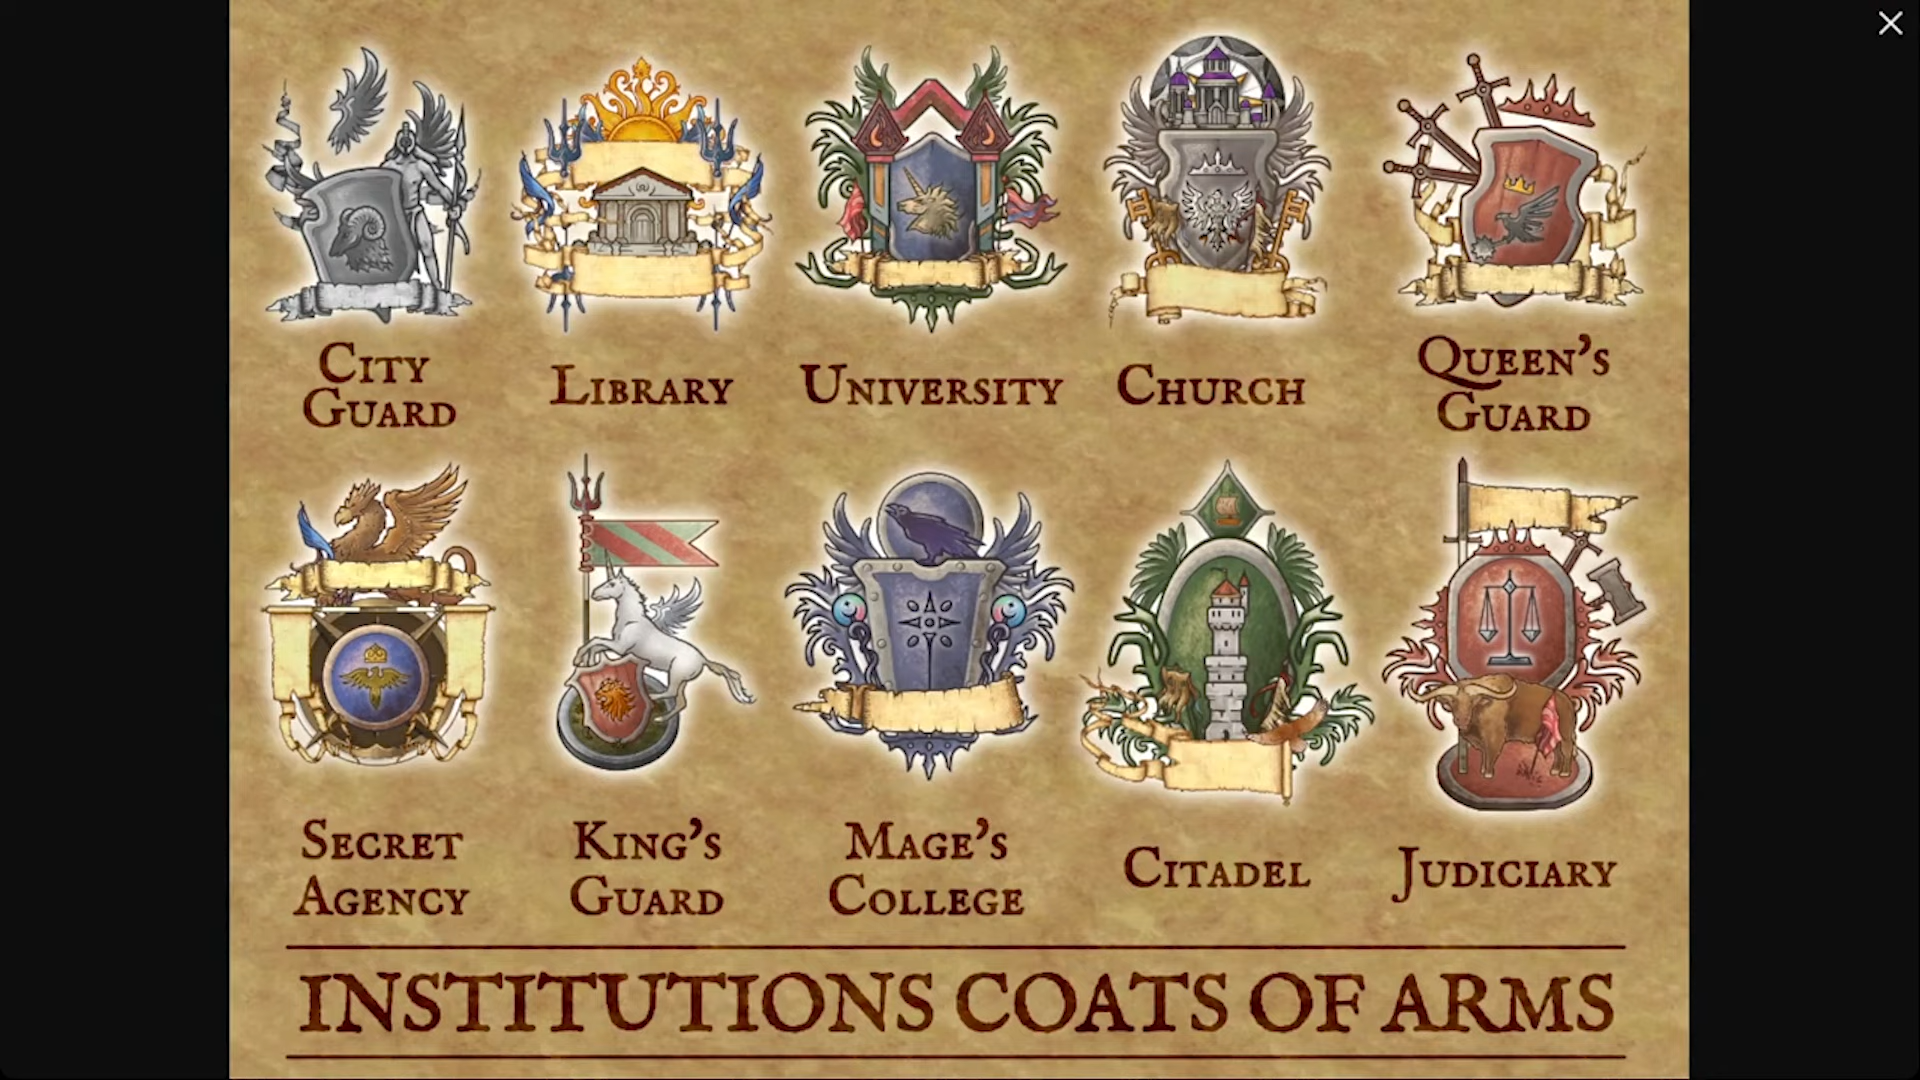 City
Guard
Library
University
Church
Queen's
Guard
Secret
Agency
King's
Guard
Mage's
College
Citadel
Judiciary
INSTITUTIONS COATS OF ARMS